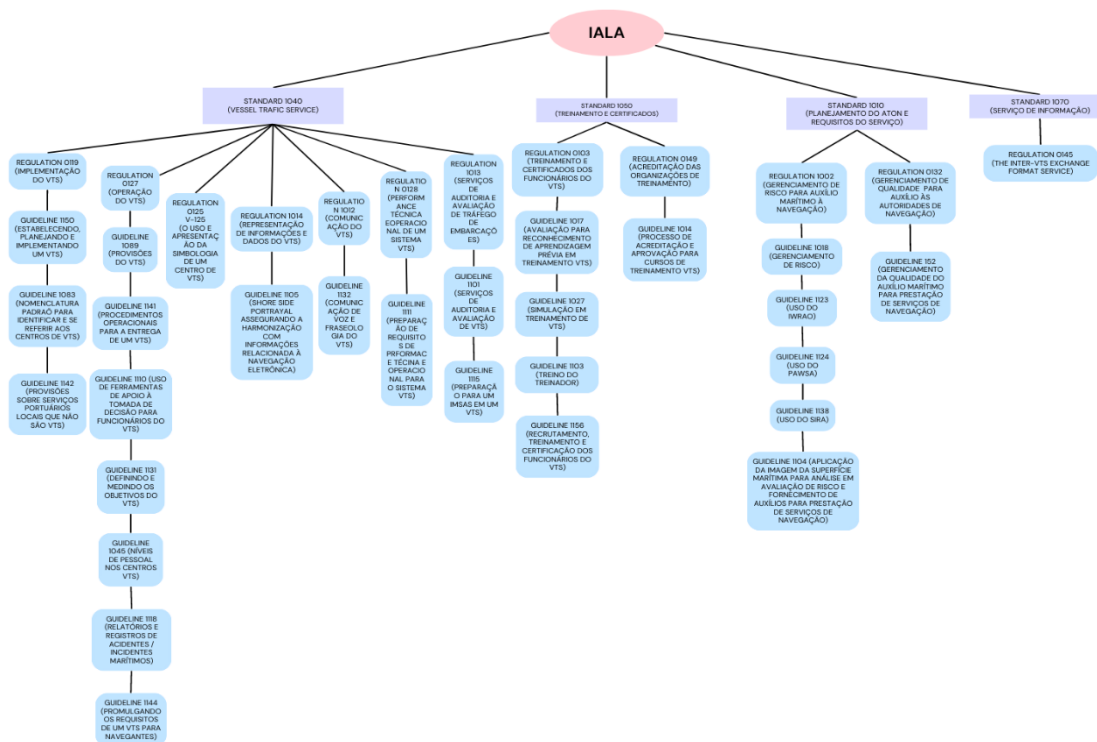 IALA
STANDARD 1040
(VESSEL TRAFIC SERVICE)
REGULATION 0119
(IMPLEMENTAÇÃO
DO VTS)
GUIDELINE 1150
(ESTABELECENDO,
PLANEJANDO E
IMPLEMENTANDO
UM VTS)
GUIDELINE 1083
(NOMENCLATURA
PADRAÕ PARA
IDENTIFICAR E SE
REFERIR AOS
CENTROS DE VTS)
GUIDELINE 1142
(PROVISÕES
SOBRE SERVIÇOS
PORTUÁRIOS
LOCAIS QUE NÃO
SÃO VTS)
REGULATION
0127
(OPERAÇÃO
DO VTS)
GUIDELINE
1089
(PROVISÕES
DO VTS)
GUIDELINE 1141
(PROCEDIMENTOS
OPERACIONAIS
PARA A ENTREGA
DE UM VTS)
GUIDELINE 1110 (USO
DE FERRAMENTAS
DE APOIO À
TOMADA DE
DECISÃO PARA
FUNCIONÁRIOS DO
VTS)
GUIDELINE 1131
(DEFININDO E
MEDINDO OS
OBJETIVOS DO
VTS)
GUIDELINE
1045 (NÍVEIS
DE PESSOAL
NOS CENTROS
VTS)
GUIDELINE 1118
(RELATÓRIOS E
REGISTROS DE
ACIDENTES /
INCIDENTES
MARÍTIMOS)
GUIDELINE 1144
(PROMULGANDO
OS REQUISITOS
DE UM VTS PARA
NAVEGANTES)
REGULATION
0125
V-125
(O USO E
APRESENTAÇ
ÃO DA
SIMBOLOGIA
DE UM
CENTRO DE
VTS)
REGULATION 1014
(REPRESENTAÇÃO
DE INFORMAÇÕES E
DADOS DO VTS)
GUIDELINE 1105
(SHORE SIDE
PORTRAYAL
ASSEGURANDO A
HARMONIZAÇÃO
COM
INFORMAÇÕES
RELACIONADA À
NAVEGAÇÃO
ELETRÔNICA)
REGULATIO
N 1012
(COMUNIC
AÇÃO DO
VTS)
GUIDELINE
1132
(COMUNIC
AÇÃO DE
VOZ E
FRASEOLO
GIA DO
VTS)
REGULATIO
N 0128
(PERFORM
ANCE
TÉCNICA
EOPERACIO
NAL DE UM
SISTEMA VTS)
GUIDELINE
1111
(PREPARAÇ
ÃO DE
REQUISITO
S DE
PRFORMAC
E TÉCINA E
OPERACIO
NAL PARA
O SISTEMA
VTS)
REGULATION
1013
(SERVIÇOS DE
AUDITORIA E
AVALIAÇÃO DE
TRÁFEGO DE
EMBARCAÇÕ
ES)
GUIDELINE
1101
(SERVIÇOS DE
AUDITORIA E
AVALIAÇÃO
DE VTS)
GUIDELINE
1115
(PREPARAÇÃ
O PARA UM
IMSAS EM UM
VTS)
STANDARD 1050
(TREINAMENTO E CERTIFICADOS)
REGULATION 0103
(TREINAMENTO E
CERTIFICADOS DOS
FUNCIONÁRIOS DO
VTS)
GUIDELINE 1017
(AVALIAÇÃO PARA
RECONHECIMENTO
DE APRENDIZAGEM
PRÉVIA EM
TREINAMENTO VTS)
GUIDELINE 1027
(SIMULAÇÃO EM
TREINAMENTO DE
VTS)
GUIDELINE 1103
(TREINO DO
TREINADOR)
GUIDELINE 1156
(RECRUTAMENTO,
TREINAMENTO E
CERTIFICAÇÃO DOS
FUNCIONÁRIOS DO
VTS)
REGULATION 0149
(ACREDITAÇÃO DAS
ORGANIZAÇÕES DE
TREINAMENTO)
GUIDELINE 1014
(PROCESSO DE
ACREDITAÇÃO E
APROVAÇÃO PARA
CURSOS DE
TREINAMENTO VTS)
STANDARD 1010
(PLANEJAMENTO DO ATON E
REQUISITOS DO SERVIÇO)
REGULATION 1002
(GERENCIAMENTO DE
RISCO PARA AUXÍLIO
MARÍTIMO À
NAVEGAÇÃO)
GUIDELINE 1018
(GERENCIAMENTO
DE RISCO)
GUIDELINE 1123
(USO DO
IWRAC)
GUIDELINE 1124
(USO DO
PAWSA)
GUIDELINE 1138
(USO DO SIRA)
GUIDELINE 1104 (APLICAÇÃO
DA IMAGEM DA SUPERFÍCIE
MARÍTIMA PARA ANÁLISE EM
AVALIAÇÃO DE RISCO E
FORNECIMENTO DE
AUXÍLIOS PARA PRESTAÇÃO
DE SERVIÇOS DE
NAVEGAÇÃO)
REGULATION 0132
(GERENCIAMENTO DE
QUALIDADE PARA
AUXÍLIO ÀS
AUTORIDADES DE
NAVEGAÇÃO)
GUIDELINE 152
(GERENCIAMENTO
DA QUALIDADE DO
AUXÍLIO MARÍTIMO
PARA PRESTAÇÃO
DE SERVIÇOS DE
NAVEGAÇÃO)
STANDARD 1070
(SERVIÇO DE INFORMAÇÃO)
REGULATION 0145
(THE INTER-VTS EXCHANGE
FORMAT SERVICE)